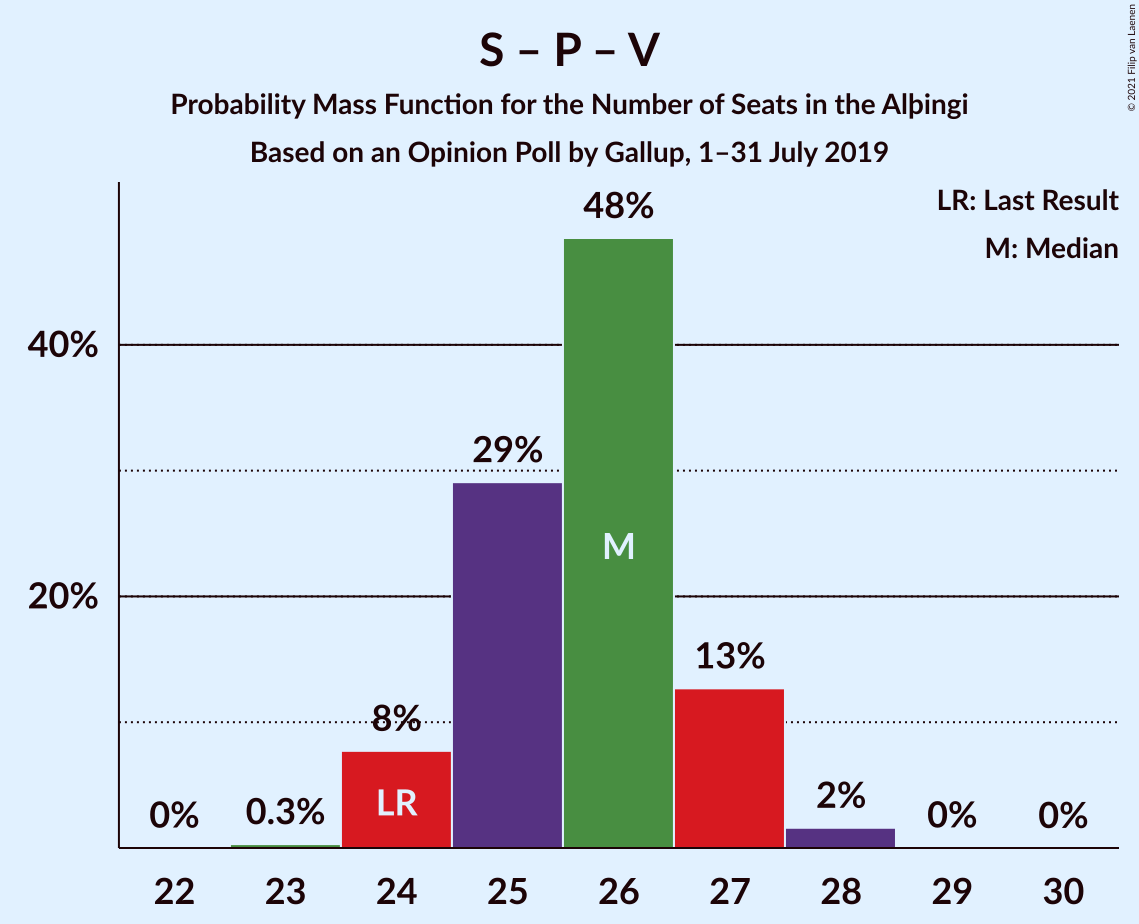 S – P – V
Probability Mass Function for the Number of Seats in the Alþingi
Based on an Opinion Poll by Gallup, 1–31 July 2019
© 2021 Filip van Laenen
LR: Last Result
M: Median
48%
40%
29%
M
20%
13%
8%
LR
2%
0%
0.3%
0%
0%
22
23
24
25
26
27
28
29
30